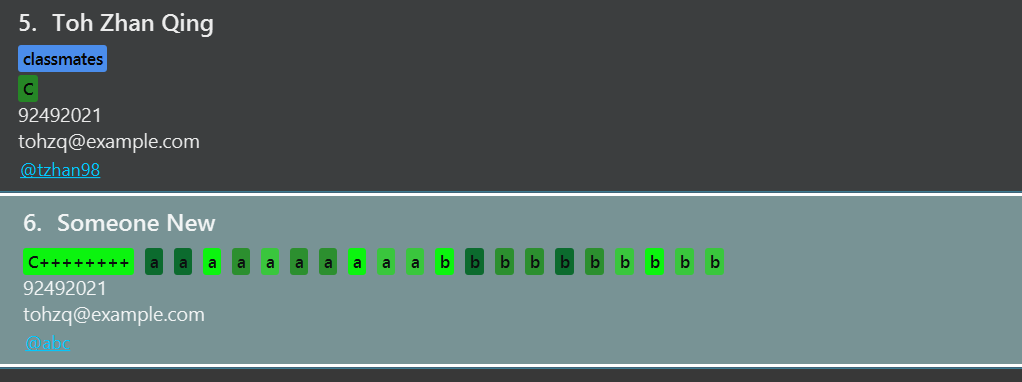 5. Toh Zhan Qing
classmates
C
92492021
tohzq@example.com
@tzhan98
6. Someone New
C++++++++ a a a a a a a a a a b b b b b b b b b b
92492021
tohzq@example.com
@abc